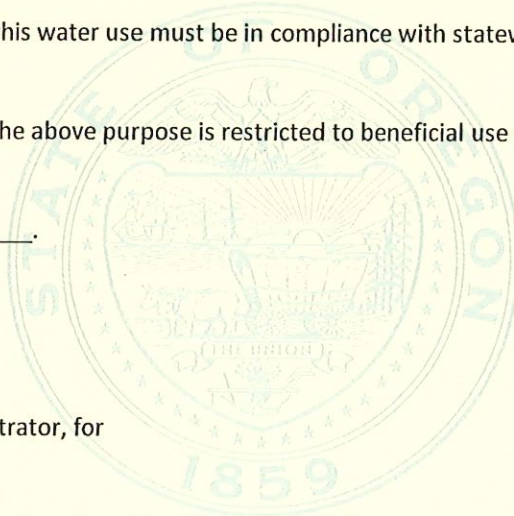 his water use must be in compliance with statew
he above purpose is restricted to beneficial use
trator, for
STATE OF OREGON
THE UNION
1859